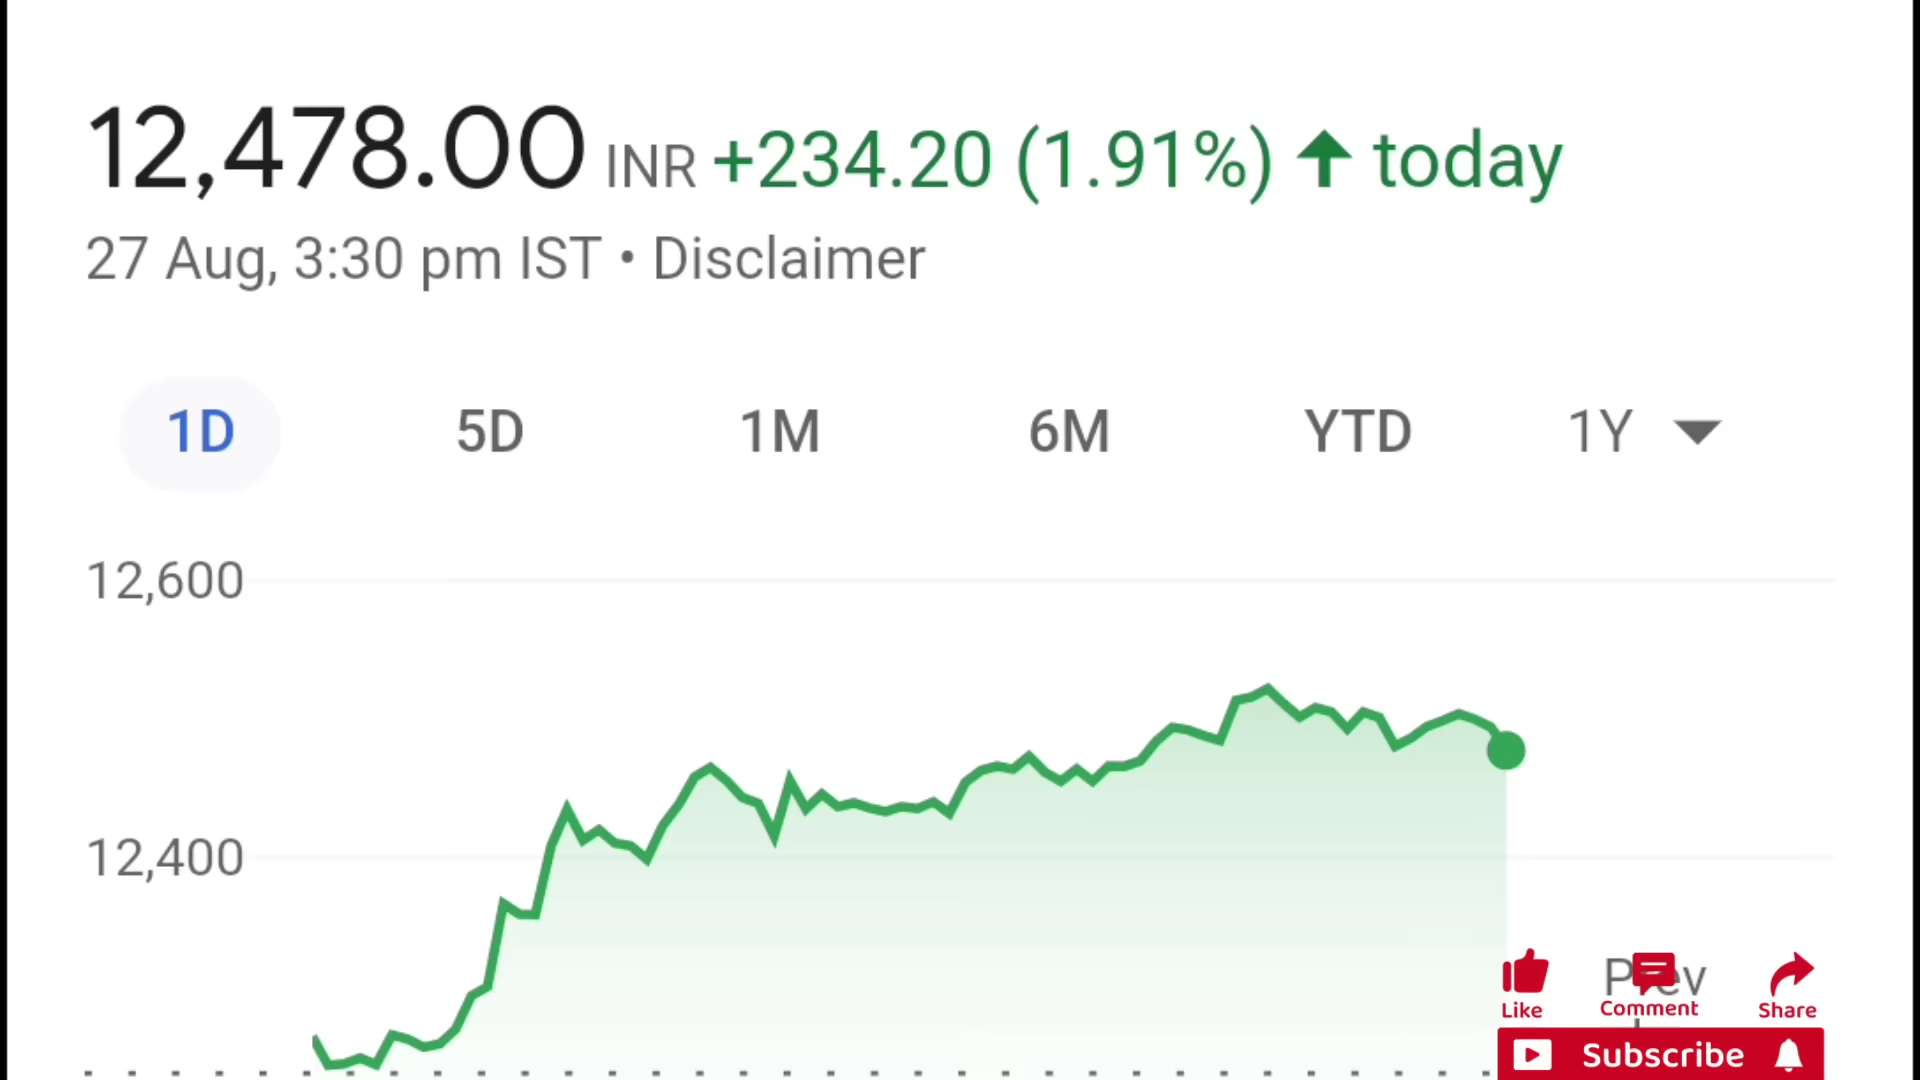 12,478.00 INR +234.20 (1.91%) ↑ today
27 Aug, 3:30 pm IST • Disclaimer
1D 5D 1M 6M YTD 1Y
12,600
12,400
Prev
Like Comment Share
Subscribe